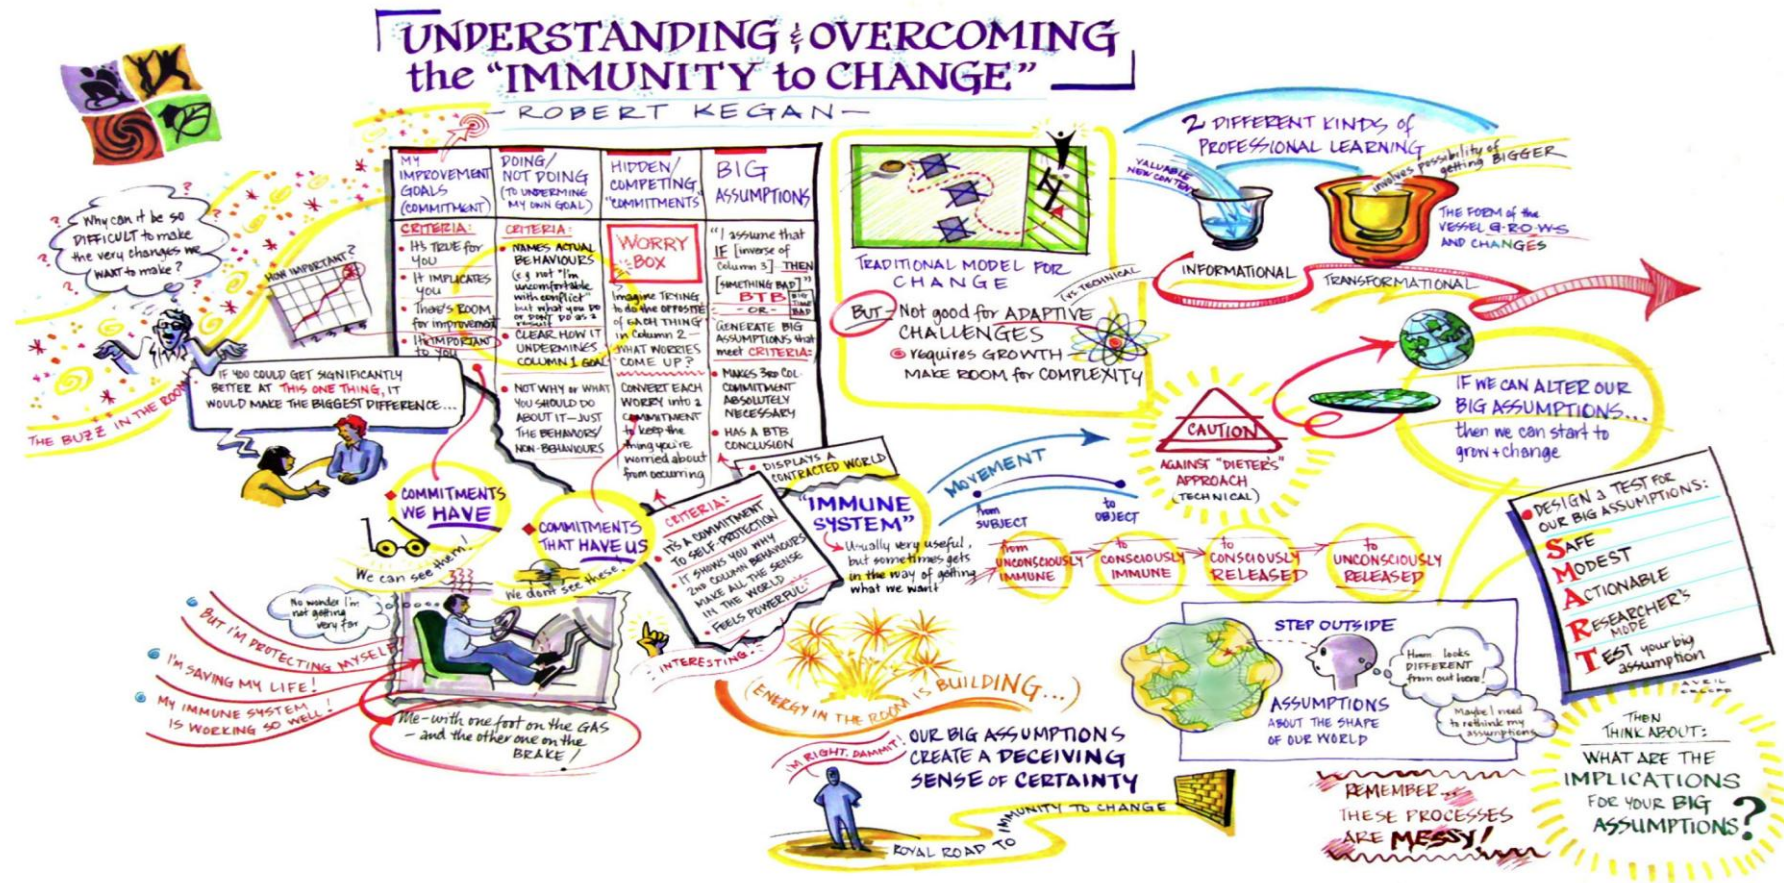 UNDERSTANDING & OVERCOMING
the "IMMUNITY to CHANGE"
- ROBERT KEGAN -
Why can it be so
DIFFICULT to make
the very changes we
WANT to make?
HOW IMPORTANT?
THE BUZZ IN THE ROOM
IF YOU COULD GET SIGNIFICANTLY
BETTER AT THIS ONE THING, IT
WOULD MAKE THE BIGGEST DIFFERENCE...
MY
IMPROVEMENT
GOALS
(COMMITMENT)
CRITERIA:
• It's TRUE for
YOU
• IT IMPLICATES
YOU
• THERE'S ROOM
for improvement
• It's IMPORTANT
to YOU
DOING/
NOT DOING
(TO UNDERMINE
MY OWN GOAL)
CRITERIA:
• NAMES ACTUAL
BEHAVIOURS
(eg not "I'm
uncomfortable
with conflict"
but what you DO
or DON'T DO as a
result
• CLEAR HOW IT
UNDERMINES
COLUMN 1 GOAL
• NOT WHY or WHAT
YOU SHOULD DO
ABOUT IT - JUST
THE BEHAVIORS/
NON-BEHAVIOURS
HIDDEN/
COMPETING
"COMMITMENTS"
WORRY
BOX
Imagine TRYING
to do the OPPOSITE
of EACH THING
in Column 2 -
WHAT WORRIES
COME UP?
CONVERT EACH
WORRY into a
COMMITMENT
to keep the
thing you're
worried about
from occurring
BIG
ASSUMPTIONS
"I assume that
IF [inverse of
Column 3] THEN
[SOMETHING BAD]"
BTB
BIG
TIME
BAD
- OR -
GENERATE BIG
ASSUMPTIONS that
meet CRITERIA:
• MAKES 3RD COL.
COMMITMENT
ABSOLUTELY
NECESSARY
• HAS A BTB
CONCLUSION
• DISPLAYS A
CONTRACTED WORLD
CRITERIA:
• IT'S A COMMITMENT
TO SELF-PROTECTION
• IT SHOWS YOU WHY
2ND COLUMN BEHAVIOURS
MAKE ALL THE SENSE
IN THE WORLD
• FEELS "POWERFUL"
INTERESTING...
COMMITMENTS
WE HAVE
We can see them!
COMMITMENTS
THAT HAVE US
We dont see these...
No wonder I'm
not getting
very far
BUT I'M PROTECTING MYSELF
I'M SAVING MY LIFE!
MY IMMUNE SYSTEM
IS WORKING SO WELL!
Me - with one foot on the GAS
- and the other one on the
BRAKE!
TRADITIONAL MODEL FOR
CHANGE
(vs TECHNICAL)
BUT - Not good for ADAPTIVE
CHALLENGES
requires GROWTH -
MAKE ROOM for COMPLEXITY
2 DIFFERENT KINDS of
PROFESSIONAL LEARNING
VALUABLE
NEW CONTENT
involves possibility of
getting BIGGER
THE FORM of the
VESSEL G-R-O-W-S
AND CHANGES
INFORMATIONAL
TRANSFORMATIONAL
CAUTION
AGAINST "DIETER'S"
APPROACH
(TECHNICAL)
IF WE CAN ALTER OUR
BIG ASSUMPTIONS...
then we can start to
grow + change
"IMMUNE
SYSTEM"
Usually very useful,
but sometimes gets
in the way of getting
what we want
MOVEMENT
from
SUBJECT
to
OBJECT
from
UNCONSCIOUSLY
IMMUNE
to
CONSCIOUSLY
IMMUNE
to
CONSCIOUSLY
RELEASED
to
UNCONSCIOUSLY
RELEASED
• DESIGN a TEST FOR
OUR BIG ASSUMPTIONS:
SAFE
MODEST
ACTIONABLE
RESEARCHER'S
MODE
TEST your big
assumption
AVRIL
(ENERGY IN THE ROOM IS BUILDING...)
STEP OUTSIDE
ASSUMPTIONS
ABOUT THE SHAPE
OF OUR WORLD
Hmm looks
DIFFERENT
from out here!
Maybe I need
to rethink my
assumptions
I'M RIGHT, DAMMIT!
OUR BIG ASSUMPTIONS
CREATE A DECEIVING
SENSE OF CERTAINTY
ROYAL ROAD TO IMMUNITY TO CHANGE
REMEMBER...
THESE PROCESSES
ARE MESSY!
THEN
THINK ABOUT:
WHAT ARE THE
IMPLICATIONS
FOR YOUR BIG
ASSUMPTIONS?